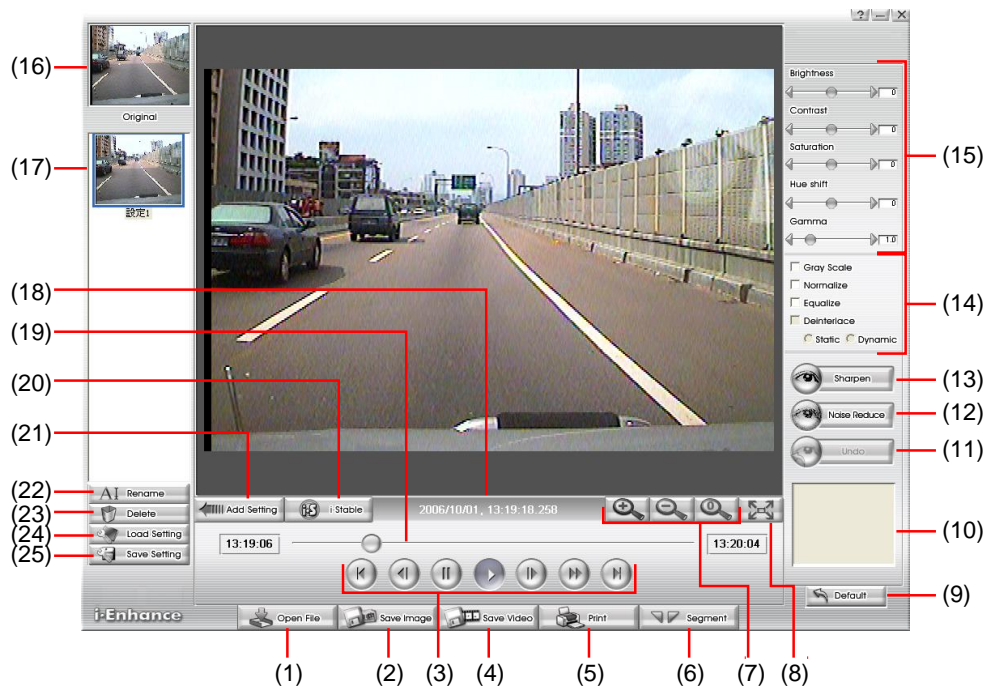 ? – X
(16)
Original
(17)
設定1
Brightness
0
Contrast
0
Saturation
0
Hue shift
0
Gamma
1.0
(15)
Gray Scale
Normalize
Equalize
Deinterlace
Static Dynamic
(14)
Sharpen
(13)
Noise Reduce
(12)
Undo
(11)
(10)
Default
(9)
(18)
(19)
(20)
(21)
(22)
AI Rename
(23)
Delete
(24)
Load Setting
(25)
Save Setting
Add Setting
i-S i Stable
2006/10/01, 13:19:18.258
0
13:19:06
13:20:04
i-Enhance
Open File
Save Image
Save Video
Print
Segment
(1)
(2)
(3)
(4)
(5)
(6)
(7)
(8)